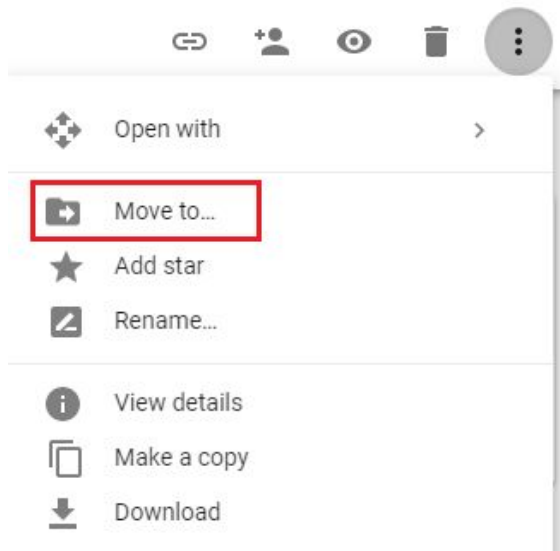 Open with
Move to...
Add star
Rename...
View details
Make a copy
Download